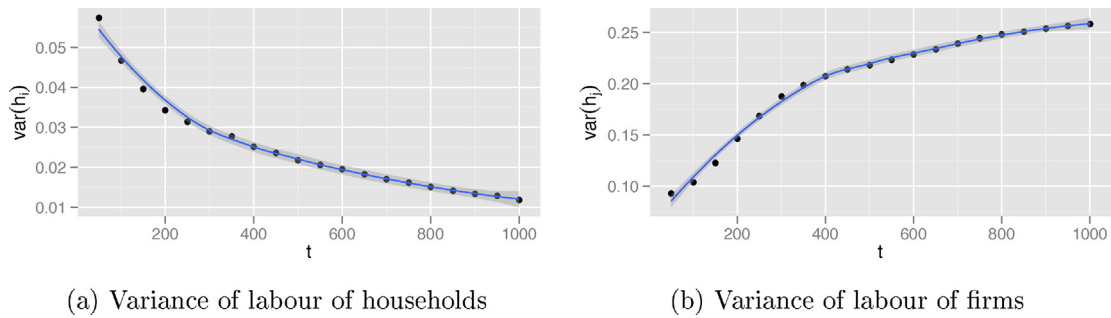 var(hᵢ)
0.05
0.04
0.03
0.02
0.01
200 400 600 800 1000
t
(a) Variance of labour of households
var(hⱼ)
0.25
0.20
0.15
0.10
200 400 600 800 1000
t
(b) Variance of labour of firms